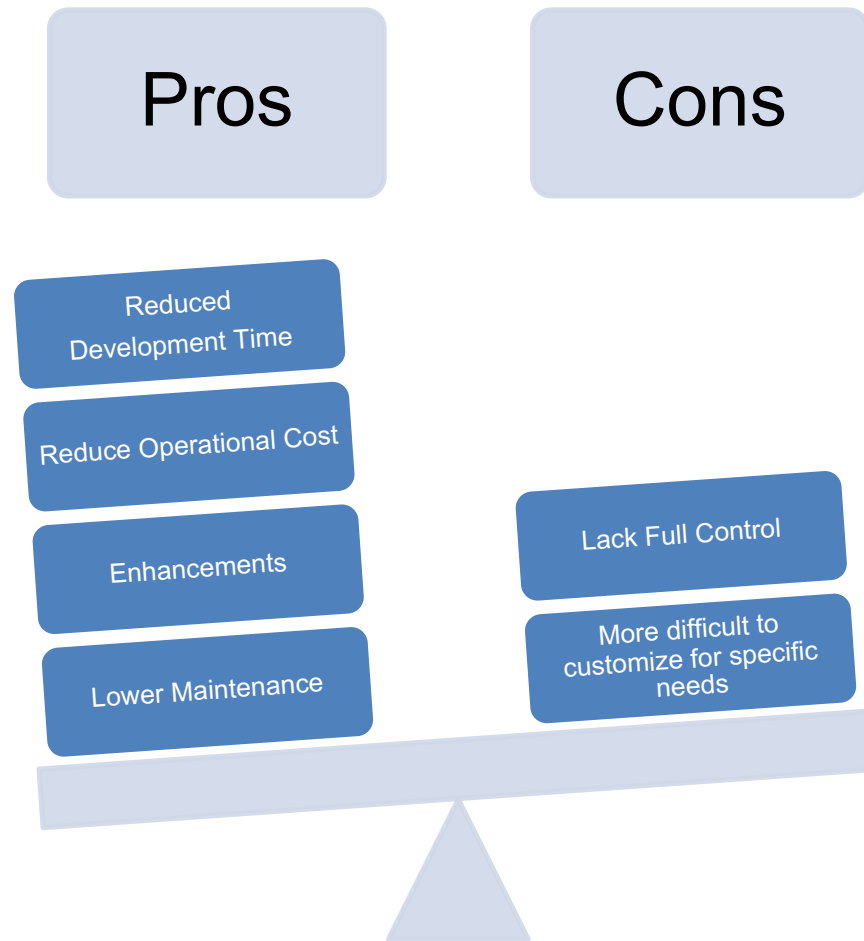 Pros
Cons
Reduced
Development Time
Reduce Operational Cost
Enhancements
Lower Maintenance
Lack Full Control
More difficult to
customize for specific
needs